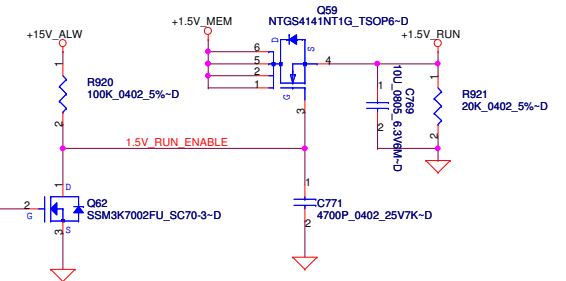 Q59
NTGS4141NT1G_TSOP6~D
+1.5V_MEM
+1.5V_RUN
+15V_ALW
D
S
6
5
2
1
4
G
3
1
R920
100K_0402_5%~D
2
1
C769
10U_0805_6.3V6M~D
2
1
R921
20K_0402_5%~D
2
1.5V_RUN_ENABLE
1
D
2
G
Q62
SSM3K7002FU_SC70-3~D
S
3
1
C771
4700P_0402_25V7K~D
2